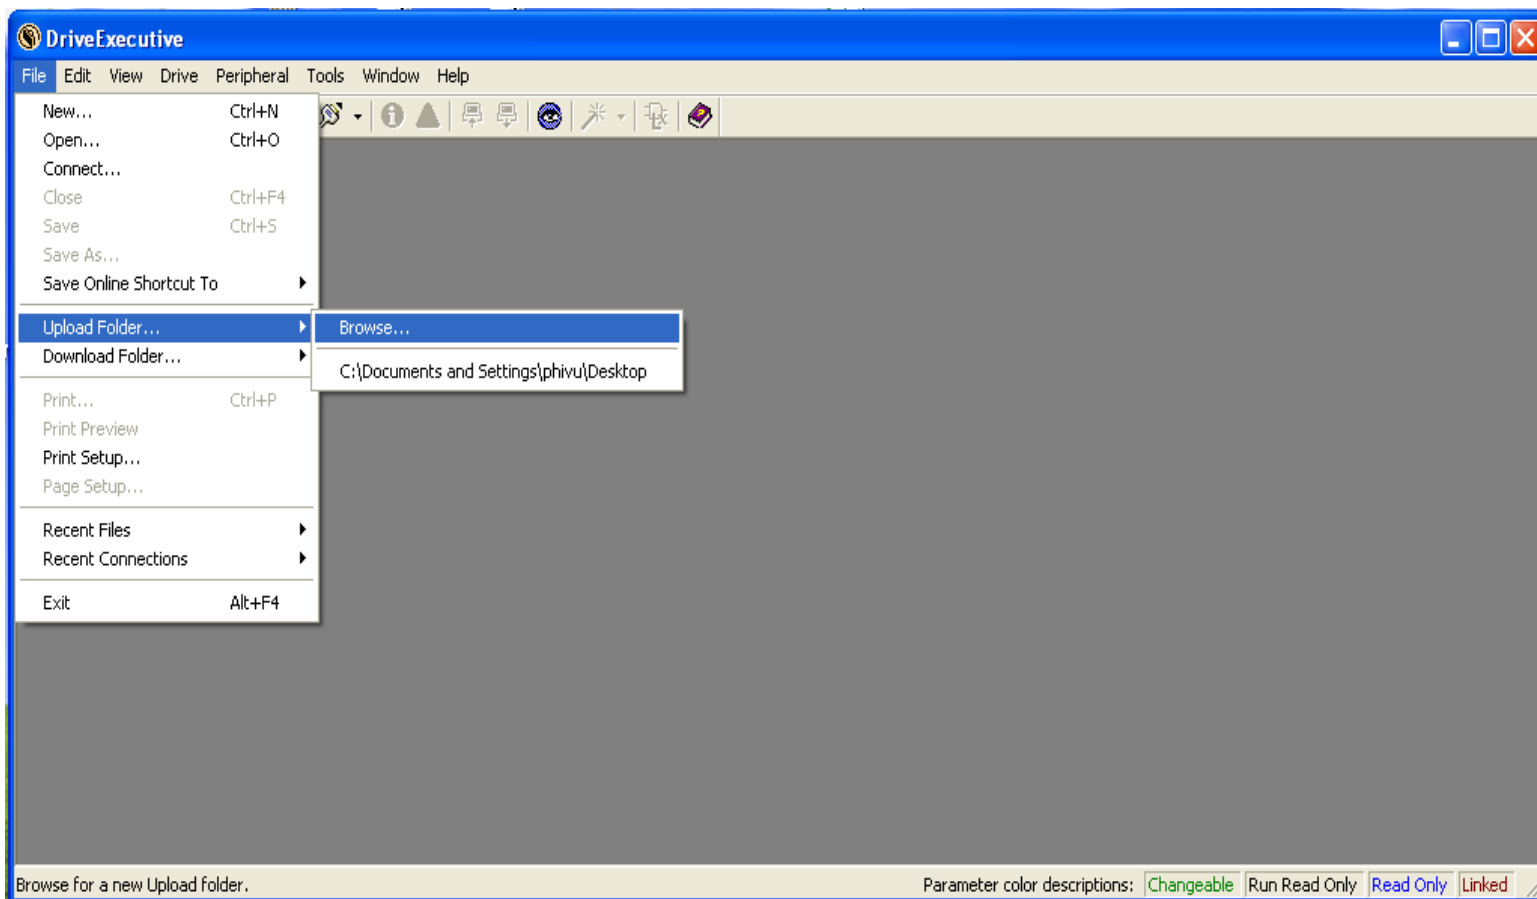 DriveExecutive
File Edit View Drive Peripheral Tools Window Help
New... Ctrl+N
Open... Ctrl+O
Connect...
Close Ctrl+F4
Save Ctrl+S
Save As...
Save Online Shortcut To
Upload Folder...
Browse...
Download Folder...
C:\Documents and Settings\phivu\Desktop
Print... Ctrl+P
Print Preview
Print Setup...
Page Setup...
Recent Files
Recent Connections
Exit Alt+F4
Browse for a new Upload folder. Parameter color descriptions: Changeable Run Read Only Read Only Linked